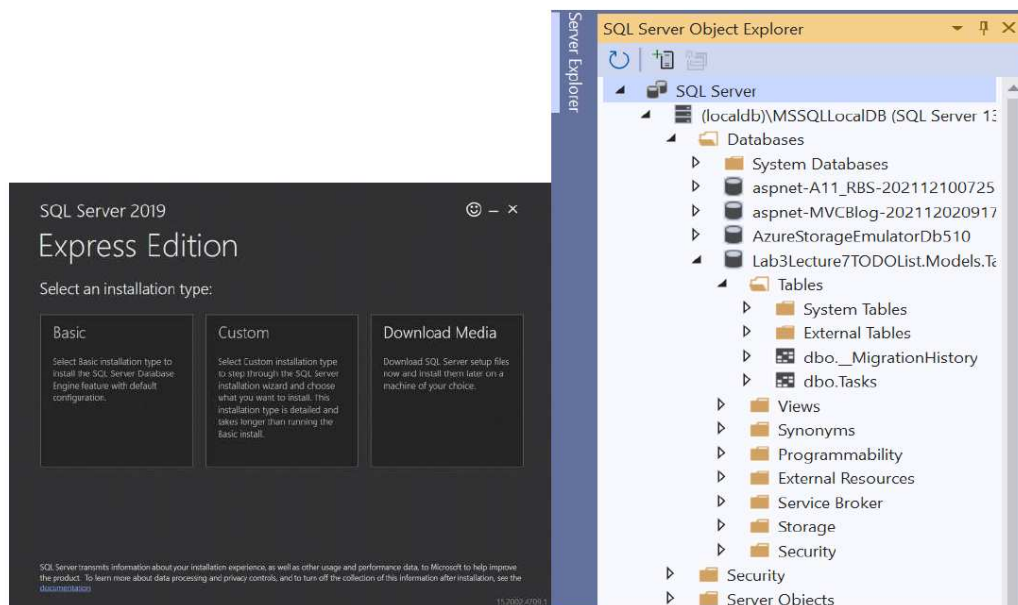 SQL Server 2019
Express Edition
Select an installation type:
Basic
Select Basic installation type to
install the SQL Server Database
Engine feature with default
configuration.
Custom
Select Custom installation type
to step through the SQL Server
installation wizard and choose
what you want to install. This
installation type is detailed and
takes longer than running the
Basic install.
Download Media
Download SQL Server setup files
now and install them later on a
machine of your choice.
SQL Server transmits information about your installation experience, as well as other usage and performance data, to Microsoft to help improve
the product. To learn more about data processing and privacy controls, and to turn off the collection of this information after installation, see the
documentation
15.2002.4709.1
Server Explorer
SQL Server Object Explorer
SQL Server
(localdb)\MSSQLLocalDB (SQL Server 13
Databases
System Databases
aspnet-A11_RBS-202112100725
aspnet-MVCBlog-202112020917
AzureStorageEmulatorDb510
Lab3Lecture7TODOList.Models.Ta
Tables
System Tables
External Tables
dbo.__MigrationHistory
dbo.Tasks
Views
Synonyms
Programmability
External Resources
Service Broker
Storage
Security
Security
Server Objects